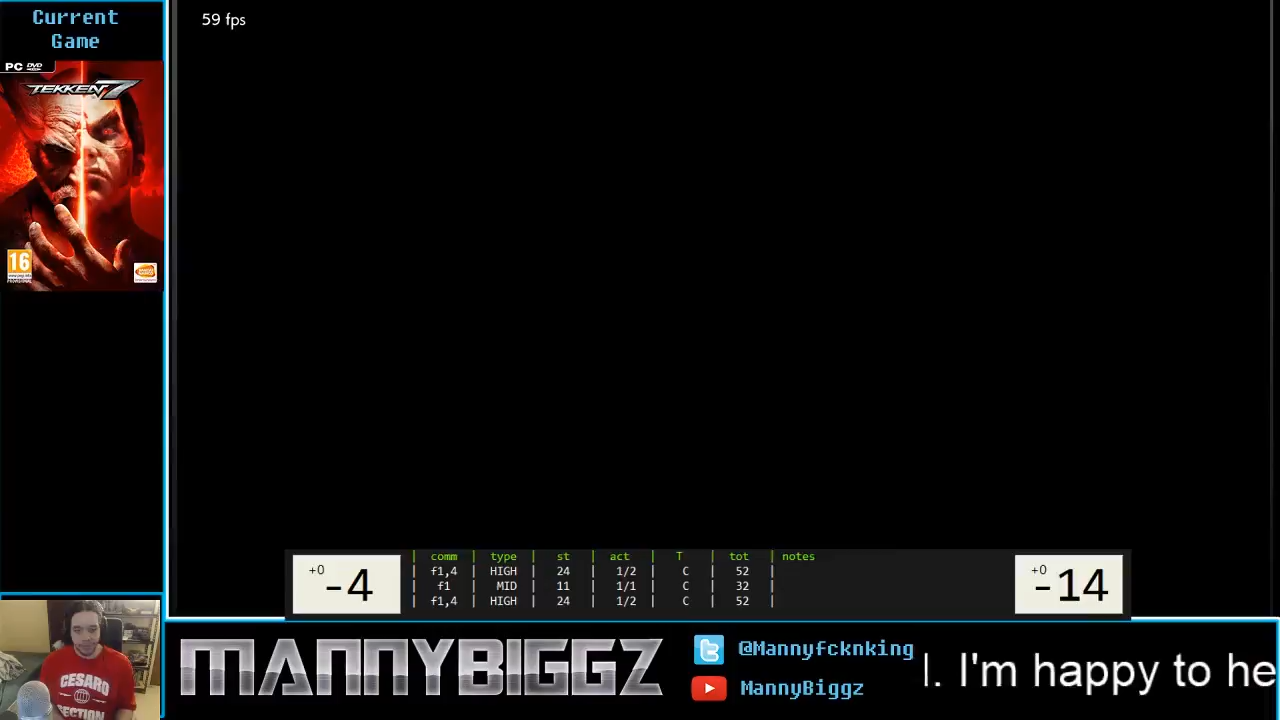 Current
Game
59 fps
PC DVD
TEKKEN 7
16
comm | type | st | act | T | tot | notes
| f1,4 | HIGH | 24 | 1/2 | C | 52 |
| f1 | MID | 11 | 1/1 | C | 32 |
| f1,4 | HIGH | 24 | 1/2 | C | 52 |
+0
-4
+0
-14
CESARO
SECTION
MANNYBIGGZ
@Mannyfcknking
MannyBiggz
. I'm happy to he